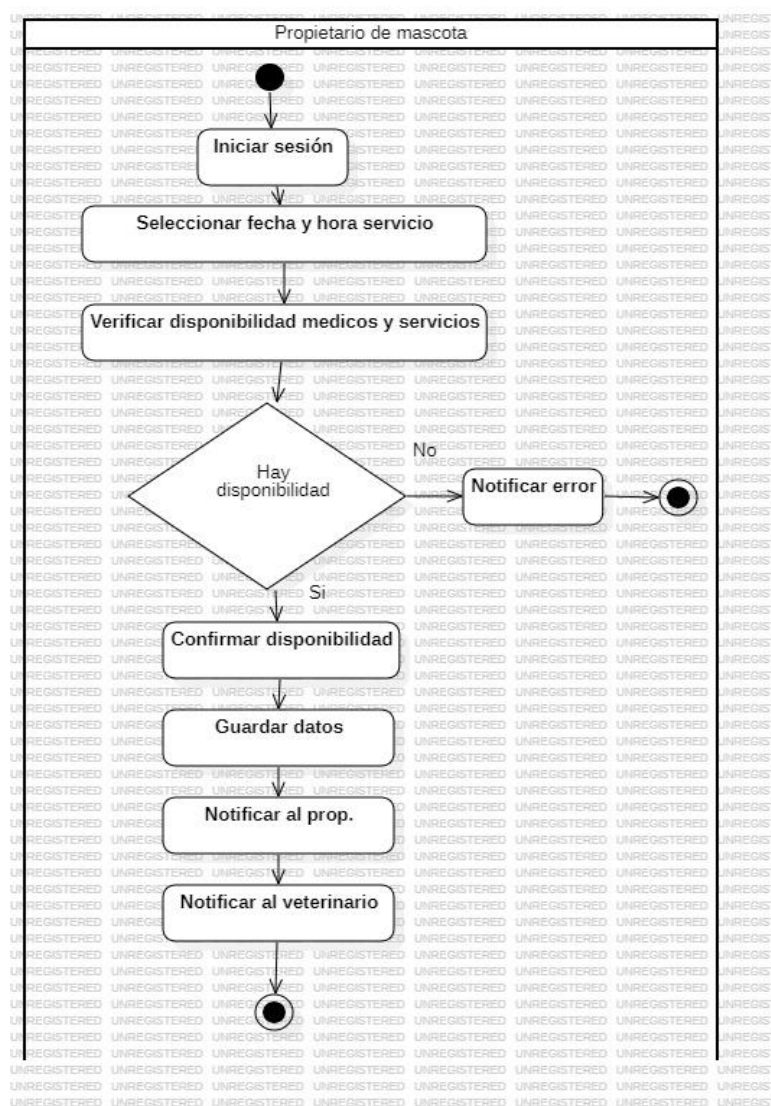 Propietario de mascota
Iniciar sesión
Seleccionar fecha y hora servicio
Verificar disponibilidad medicos y servicios
Hay
disponibilidad
No
Notificar error
Si
Confirmar disponibilidad
Guardar datos
Notificar al prop.
Notificar al veterinario
UNREGISTERED